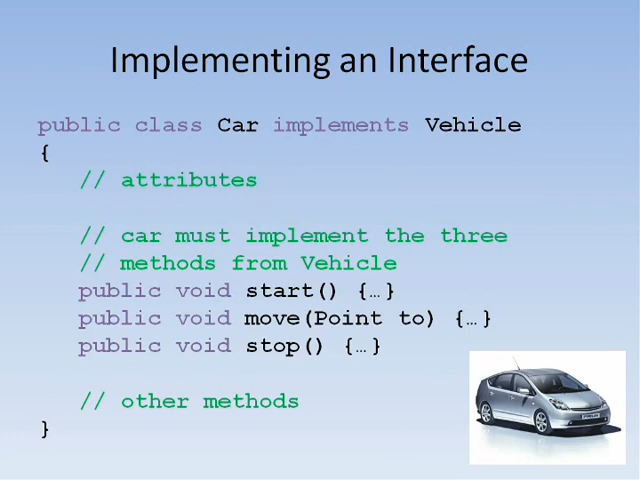 Implementing an Interface
public class Car implements Vehicle
{
// attributes
// car must implement the three
// methods from Vehicle
public void start() {…}
public void move(Point to) {…}
public void stop() {…}
// other methods
}